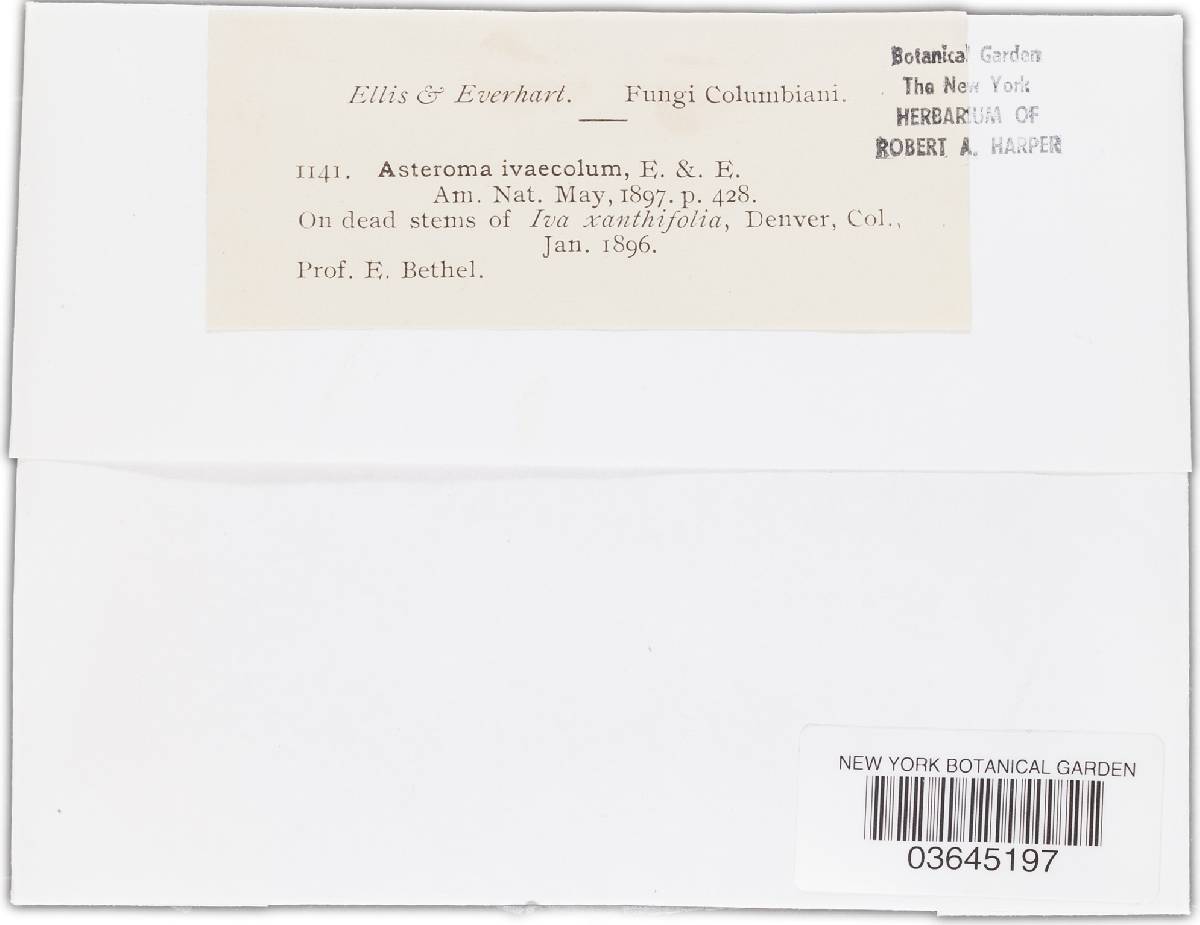 Botanical Garden
The New York
HERBARIUM OF
ROBERT A. HARPER
Ellis & Everhart. Fungi Columbiani.
1141. Asteroma ivaecolum, E. &. E.
Am. Nat. May, 1897. p. 428.
On dead stems of Iva xanthifolia, Denver, Col.,
Jan. 1896.
Prof. E. Bethel.
NEW YORK BOTANICAL GARDEN
03645197